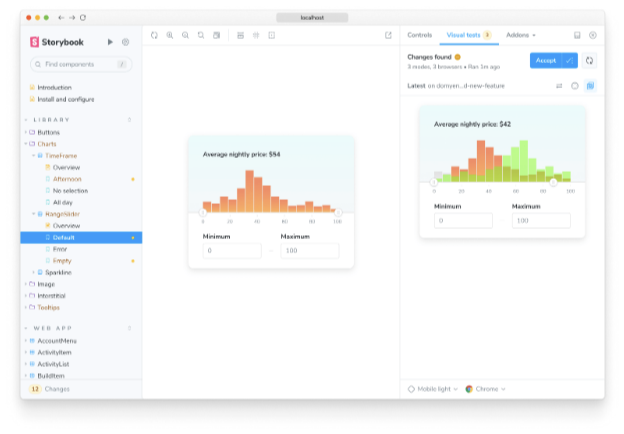 localhost
Storybook
Find components
/
Introduction
Install and configure
LIBRARY
Buttons
Charts
TimeFrame
Overview
Afternoon
No selection
All day
RangeSlider
Overview
Default
Error
Empty
Sparkline
Image
Interstitial
Tooltips
WEB APP
AccountMenu
ActivityItem
ActivityList
BuildItem
12 Changes
Average nightly price: $54
0 20 40 60 80 100
Minimum Maximum
0 - 100
Controls Visual tests 3 Addons
Changes found
3 modes, 3 browsers • Ran 1m ago
Accept
Latest on domyen...d-new-feature
Average nightly price: $42
0 20 40 60 80 100
Minimum Maximum
0 100
Mobile light Chrome